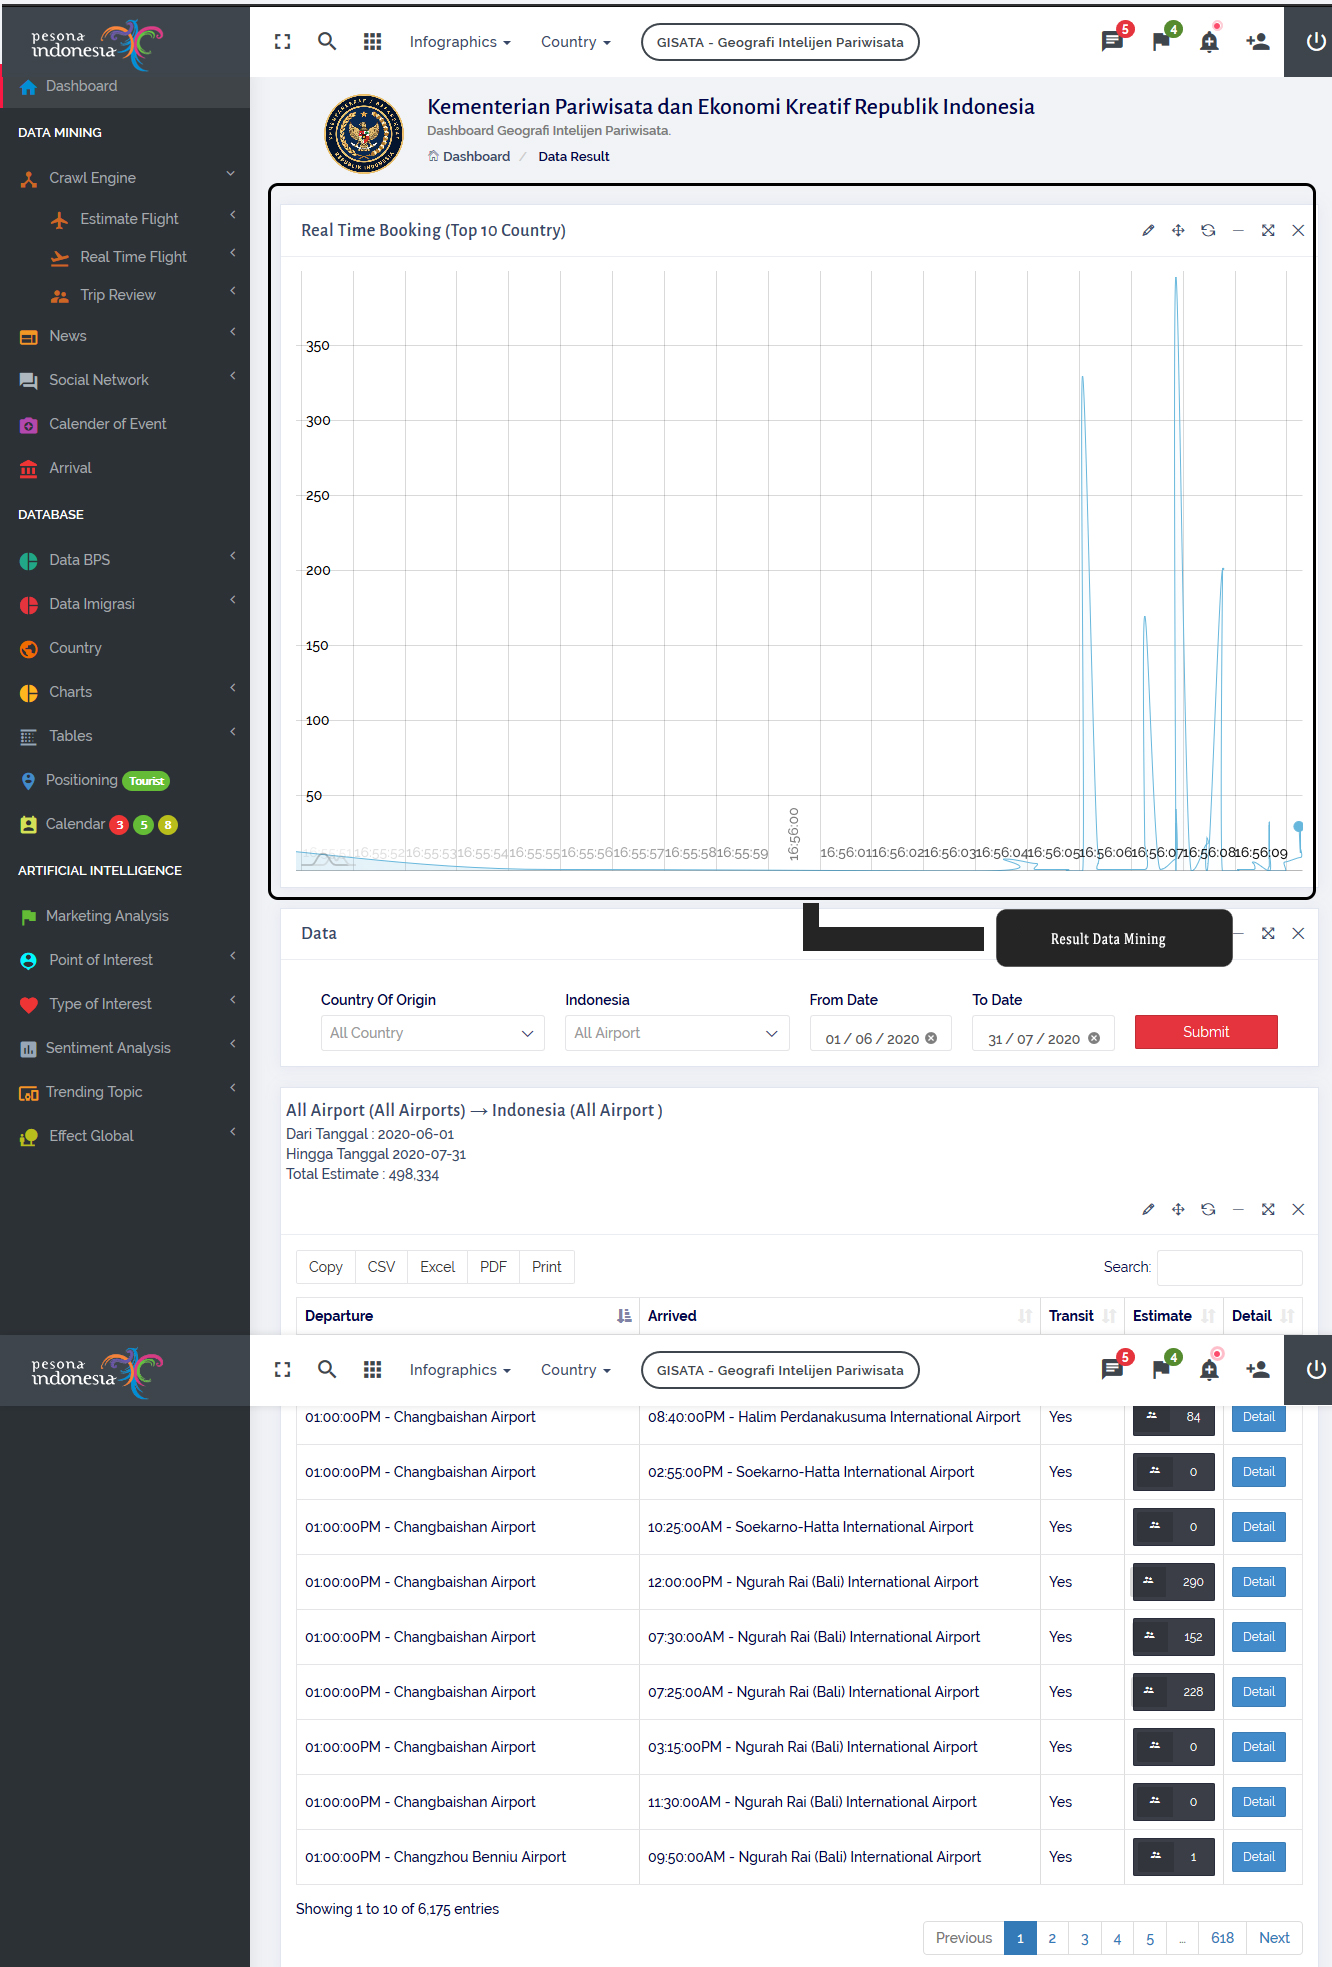 pesona indonesia
Infographics
Country
GISATA - Geografi Intelijen Pariwisata
5
4
Dashboard
DATA MINING
Crawl Engine
Estimate Flight
Real Time Flight
Trip Review
News
Social Network
Calender of Event
Arrival
DATABASE
Data BPS
Data Imigrasi
Country
Charts
Tables
Positioning Tourist
Calendar 3 5 8
ARTIFICIAL INTELLIGENCE
Marketing Analysis
Point of Interest
Type of Interest
Sentiment Analysis
Trending Topic
Effect Global
Kementerian Pariwisata dan Ekonomi Kreatif Republik Indonesia
Dashboard Geografi Intelijen Pariwisata.
Dashboard / Data Result
Real Time Booking (Top 10 Country)
350
300
250
200
150
100
50
16:55:52 16:55:53 16:55:54 16:55:55 16:55:56 16:55:57 16:55:58 16:55:59 16:56:00 16:56:01 16:56:02 16:56:03 16:56:04 16:56:05 16:56:06 16:56:07 16:56:08 16:56:09
Data
Result Data Mining
Country Of Origin Indonesia From Date To Date
All Country All Airport 01 / 06 / 2020 31 / 07 / 2020 Submit
All Airport (All Airports) → Indonesia (All Airport )
Dari Tanggal : 2020-06-01
Hingga Tanggal 2020-07-31
Total Estimate : 498,334
Copy CSV Excel PDF Print Search:
Departure Arrived Transit Estimate Detail
pesona indonesia
Infographics
Country
GISATA - Geografi Intelijen Pariwisata
5
4
01:00:00PM - Changbaishan Airport 08:40:00PM - Halim Perdanakusuma International Airport Yes 84 Detail
01:00:00PM - Changbaishan Airport 02:55:00PM - Soekarno-Hatta International Airport Yes 0 Detail
01:00:00PM - Changbaishan Airport 10:25:00AM - Soekarno-Hatta International Airport Yes 0 Detail
01:00:00PM - Changbaishan Airport 12:00:00PM - Ngurah Rai (Bali) International Airport Yes 290 Detail
01:00:00PM - Changbaishan Airport 07:30:00AM - Ngurah Rai (Bali) International Airport Yes 152 Detail
01:00:00PM - Changbaishan Airport 07:25:00AM - Ngurah Rai (Bali) International Airport Yes 228 Detail
01:00:00PM - Changbaishan Airport 03:15:00PM - Ngurah Rai (Bali) International Airport Yes 0 Detail
01:00:00PM - Changbaishan Airport 11:30:00AM - Ngurah Rai (Bali) International Airport Yes 0 Detail
01:00:00PM - Changzhou Benniu Airport 09:50:00AM - Ngurah Rai (Bali) International Airport Yes 1 Detail
Showing 1 to 10 of 6,175 entries
Previous 1 2 3 4 5 … 618 Next